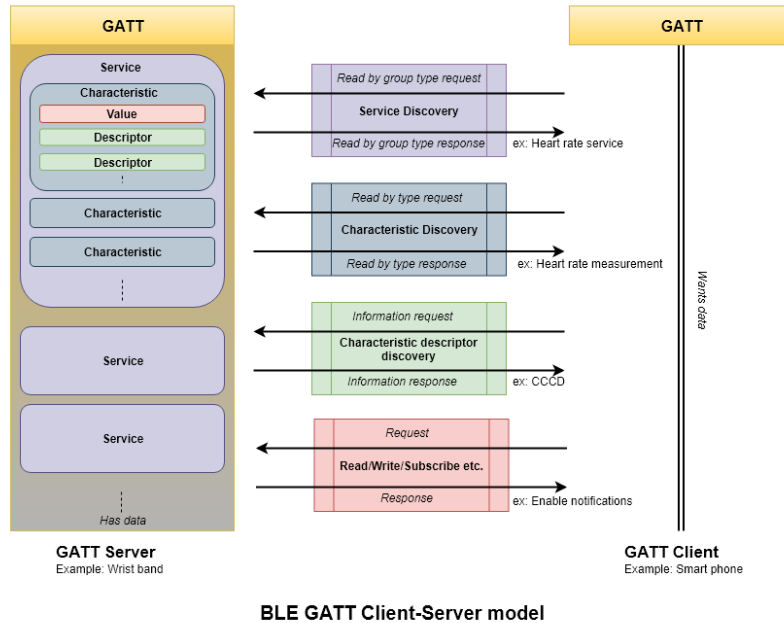 GATT
GATT
Service
Characteristic
Value
Descriptor
Descriptor
Characteristic
Characteristic
Service
Service
Has data
GATT Server
Example: Wrist band
Read by group type request
Service Discovery
Read by group type response
ex: Heart rate service
Read by type request
Characteristic Discovery
Read by type response
ex: Heart rate measurement
Information request
Characteristic descriptor
discovery
Information response
ex: CCCD
Request
Read/Write/Subscribe etc.
Response
ex: Enable notifications
Wants data
GATT Client
Example: Smart phone
BLE GATT Client-Server model